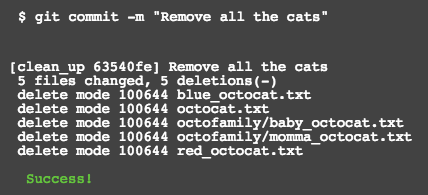 $ git commit -m "Remove all the cats"
[clean_up 63540fe] Remove all the cats
5 files changed, 5 deletions(-)
delete mode 100644 blue_octocat.txt
delete mode 100644 octocat.txt
delete mode 100644 octofamily/baby_octocat.txt
delete mode 100644 octofamily/momma_octocat.txt
delete mode 100644 red_octocat.txt
Success!